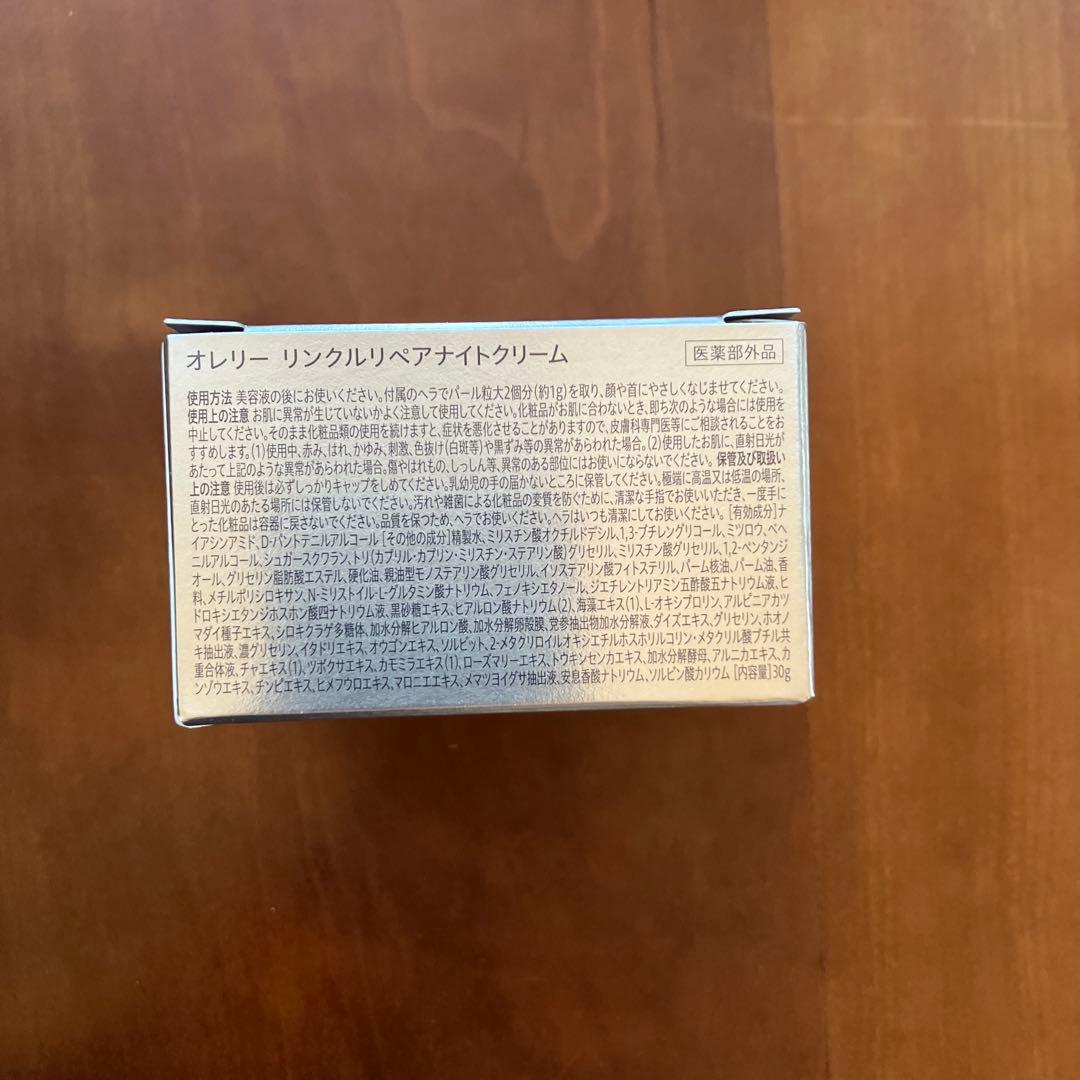 オレリー リンクルリペアナイトクリーム
医薬部外品
使用方法 美容液の後にお使いください。付属のヘラでパール粒大2個分(約1g)を取り、顔や首にやさしくなじませてください。
使用上の注意 お肌に異常が生じていないかよく注意して使用してください。化粧品がお肌に合わないとき、即ち次のような場合には使用を
中止してください。そのまま化粧品類の使用を続けますと、症状を悪化させることがありますので、皮膚科専門医等にご相談されることをお
すすめします。(1)使用中、赤み、はれ、かゆみ、刺激、色抜け(白斑等)や黒ずみ等の異常があらわれた場合。(2)使用したお肌に、直射日光が
あたって上記のような異常があらわれた場合。傷やはれもの、しっしん等、異常のある部位にはお使いにならないでください。 保管及び取扱い
上の注意 使用後は必ずしっかりキャップをしめてください。乳幼児の手の届かないところに保管してください。極端に高温又は低温の場所、
直射日光のあたる場所には保管しないでください。汚れや雑菌による化粧品の変質を防ぐために、清潔な手指でお使いいただき、一度手に
とった化粧品は容器に戻さないでください。品質を保つため、ヘラでお使いください。ヘラはいつも清潔にしてお使いください。 [有効成分]ナ
イアシンアミド、D-パントテニルアルコール [その他の成分]精製水、ミリスチン酸オクチルドデシル、1,3-ブチレングリコール、ミツロウ、ベヘ
ニルアルコール、シュガースクワラン、トリ(カプリル・カプリン・ミリスチン・ステアリン酸)グリセリル、ミリスチン酸グリセリル、1,2-ペンタンジ
オール、グリセリン脂肪酸エステル、硬化油、親油型モノステアリン酸グリセリル、イソステアリン酸フィトステリル、パーム核油、パーム油、香
料、メチルポリシロキサン、N-ミリストイル-L-グルタミン酸ナトリウム、フェノキシエタノール、ジエチレントリアミン五酢酸五ナトリウム液、ヒ
ドロキシエタンジホスホン酸四ナトリウム液、黒砂糖エキス、ヒアルロン酸ナトリウム(2)、海藻エキス(1)、L-オキシプロリン、アルピニアカツ
マダイ種子エキス、シロキクラゲ多糖体、加水分解ヒアルロン酸、加水分解卵殻膜、党参抽出物加水分解液、ダイズエキス、グリセリン、ホオノ
キ抽出液、濃グリセリン、イタドリエキス、オウゴンエキス、ソルビット、2-メタクリロイルオキシエチルホスホリルコリン・メタクリル酸ブチル共
重合体液、チャエキス(1)、ツボクサエキス、カモミラエキス(1)、ローズマリーエキス、トウキンセンカエキス、加水分解酵母、アルニカエキス、カ
ンゾウエキス、チンピエキス、ヒメフウロエキス、マロニエエキス、メマツヨイグサ抽出液、安息香酸ナトリウム、ソルビン酸カリウム [内容量]30g